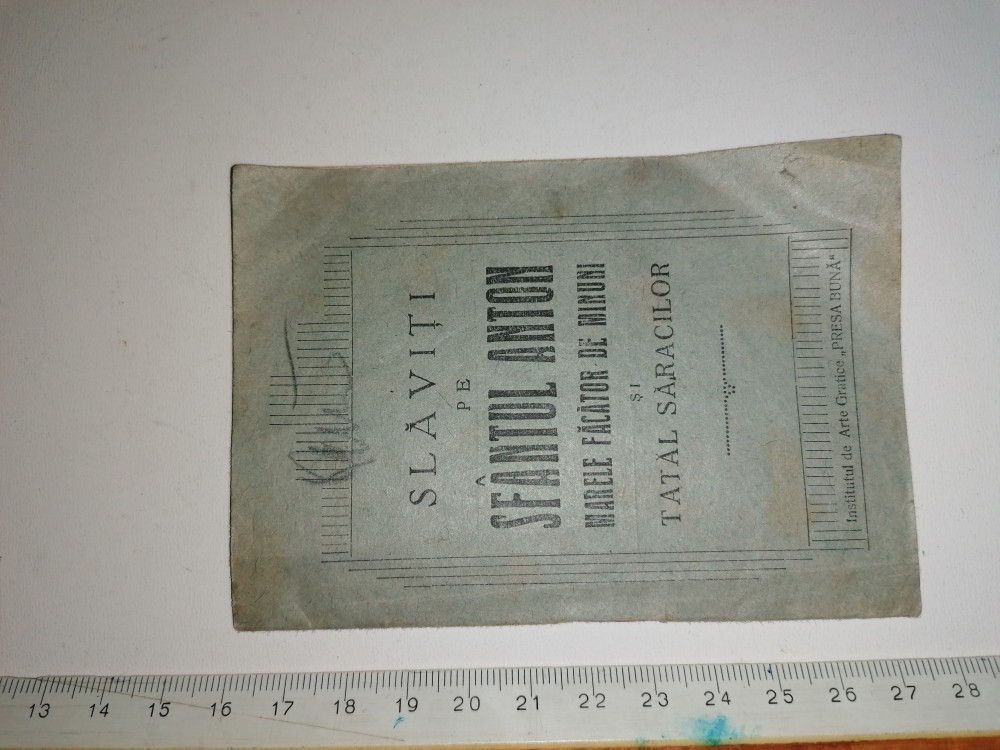 SLĂVIȚI
PE
SFÂNTUL ANTON
MARELE FĂCĂTOR DE MINUNI
ȘI
TATĂL SĂRACILOR
Institutul de Arte Grafice „PRESA BUNĂ“
13 14 15 16 17 18 19 20 21 22 23 24 25 26 27 28